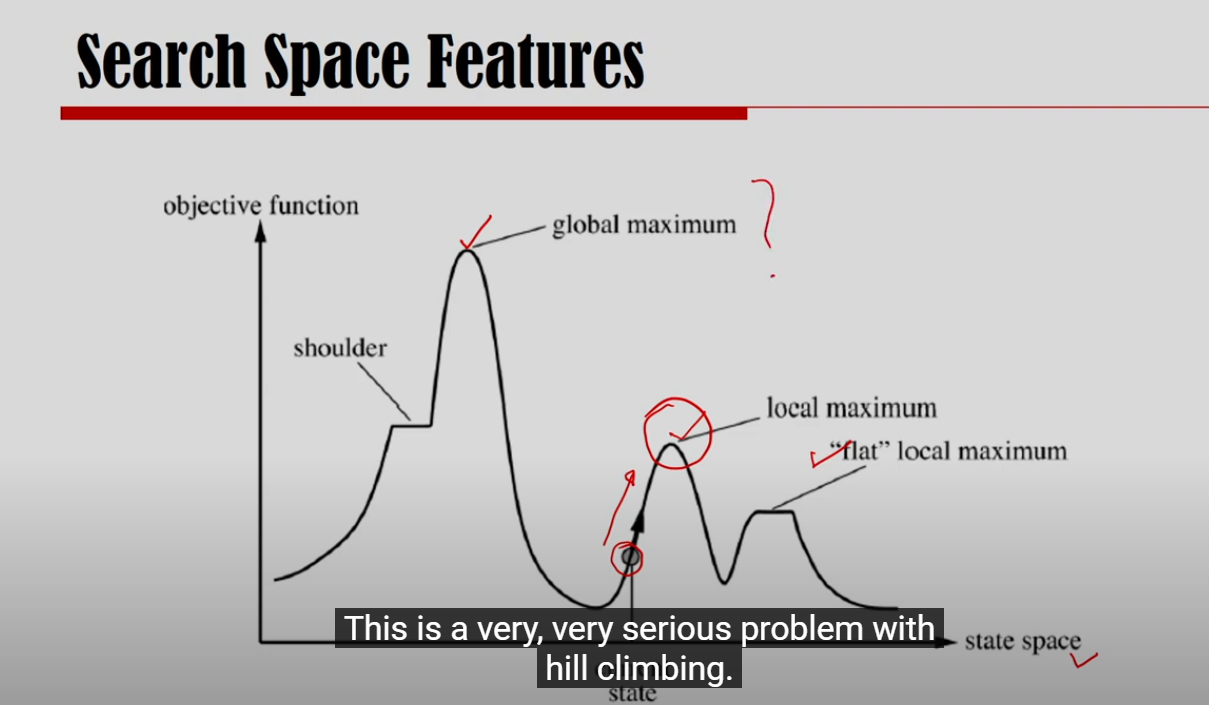 Search Space Features
objective function
global maximum
?
shoulder
local maximum
“flat” local maximum
This is a very, very serious problem with
hill climbing.
state space
state